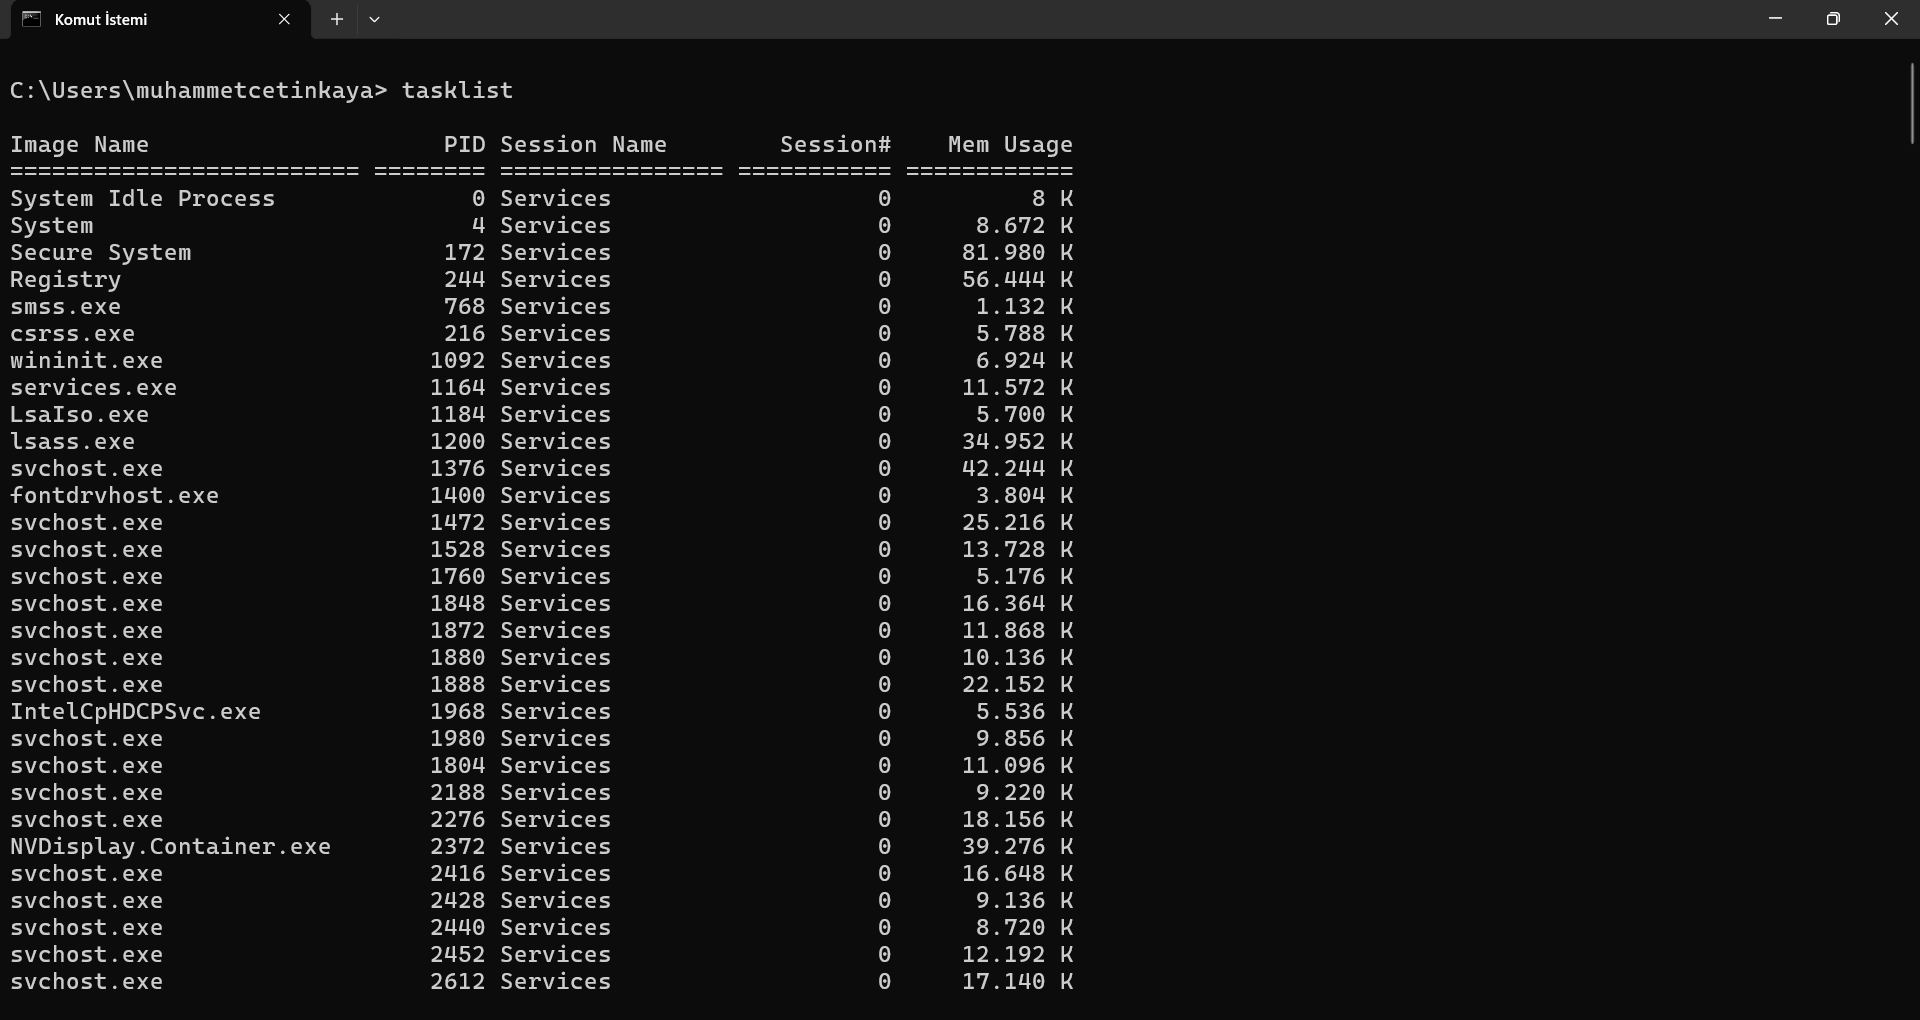 Komut İstemi
C:\Users\muhammetcetinkaya> tasklist
Image Name                     PID Session Name        Session#    Mem Usage
========================= ======== ================ =========== ============
System Idle Process              0 Services                   0          8 K
System                           4 Services                   0      8.672 K
Secure System                  172 Services                   0     81.980 K
Registry                       244 Services                   0     56.444 K
smss.exe                       768 Services                   0      1.132 K
csrss.exe                      216 Services                   0      5.788 K
wininit.exe                   1092 Services                   0      6.924 K
services.exe                  1164 Services                   0     11.572 K
LsaIso.exe                    1184 Services                   0      5.700 K
lsass.exe                     1200 Services                   0     34.952 K
svchost.exe                   1376 Services                   0     42.244 K
fontdrvhost.exe               1400 Services                   0      3.804 K
svchost.exe                   1472 Services                   0     25.216 K
svchost.exe                   1528 Services                   0     13.728 K
svchost.exe                   1760 Services                   0      5.176 K
svchost.exe                   1848 Services                   0     16.364 K
svchost.exe                   1872 Services                   0     11.868 K
svchost.exe                   1880 Services                   0     10.136 K
svchost.exe                   1888 Services                   0     22.152 K
IntelCpHDCPSvc.exe            1968 Services                   0      5.536 K
svchost.exe                   1980 Services                   0      9.856 K
svchost.exe                   1804 Services                   0     11.096 K
svchost.exe                   2188 Services                   0      9.220 K
svchost.exe                   2276 Services                   0     18.156 K
NVDisplay.Container.exe       2372 Services                   0     39.276 K
svchost.exe                   2416 Services                   0     16.648 K
svchost.exe                   2428 Services                   0      9.136 K
svchost.exe                   2440 Services                   0      8.720 K
svchost.exe                   2452 Services                   0     12.192 K
svchost.exe                   2612 Services                   0     17.140 K